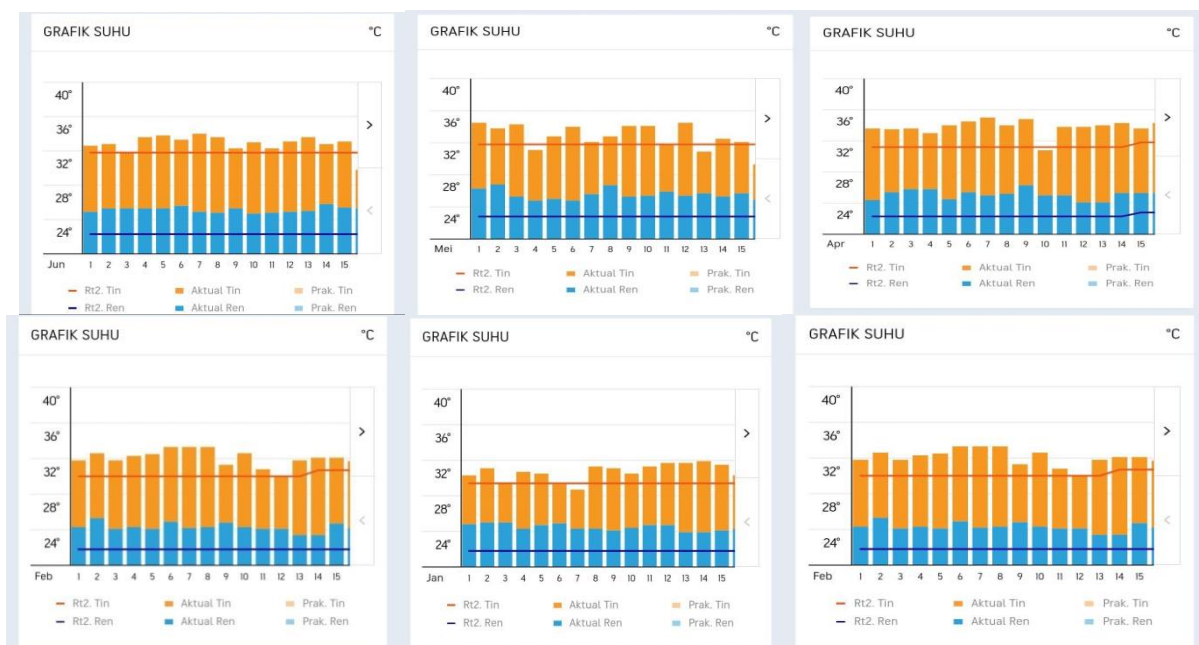 GRAFIK SUHU °C
40°
36°
32°
28°
24°
Jun 1 2 3 4 5 6 7 8 9 10 11 12 13 14 15
Rt2. Tin Aktual Tin Prak. Tin
Rt2. Ren Aktual Ren Prak. Ren
GRAFIK SUHU °C
40°
36°
32°
28°
24°
Mei 1 2 3 4 5 6 7 8 9 10 11 12 13 14 15
Rt2. Tin Aktual Tin Prak. Tin
Rt2. Ren Aktual Ren Prak. Ren
GRAFIK SUHU °C
40°
36°
32°
28°
24°
Apr 1 2 3 4 5 6 7 8 9 10 11 12 13 14 15
Rt2. Tin Aktual Tin Prak. Tin
Rt2. Ren Aktual Ren Prak. Ren
GRAFIK SUHU °C
40°
36°
32°
28°
24°
Feb 1 2 3 4 5 6 7 8 9 10 11 12 13 14 15
Rt2. Tin Aktual Tin Prak. Tin
Rt2. Ren Aktual Ren Prak. Ren
GRAFIK SUHU °C
40°
36°
32°
28°
24°
Jan 1 2 3 4 5 6 7 8 9 10 11 12 13 14 15
Rt2. Tin Aktual Tin Prak. Tin
Rt2. Ren Aktual Ren Prak. Ren
GRAFIK SUHU °C
40°
36°
32°
28°
24°
Feb 1 2 3 4 5 6 7 8 9 10 11 12 13 14 15
Rt2. Tin Aktual Tin Prak. Tin
Rt2. Ren Aktual Ren Prak. Ren